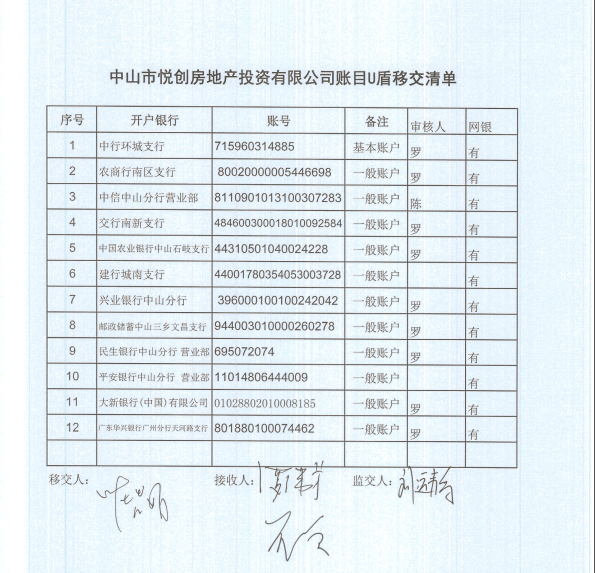 中山市悦创房地产投资有限公司账目U盾移交清单
序号 开户银行 账号 备注 审核人 网银
1 中行环城支行 715960314885 基本账户 罗 有
2 农商行南区支行 80020000005446698 一般账户 罗 有
3 中信中山分行营业部 8110901013100307283 一般账户 陈 有
4 交行南新支行 484600300018010092584 一般账户 罗 有
5 中国农业银行中山石岐支行 44310501040024228 一般账户 罗 有
6 建行城南支行 44001780354053003728 一般账户 有
7 兴业银行中山分行 396000100100242042 一般账户 罗 有
8 邮政储蓄中山三乡文昌支行 944003010000260278 一般账户 罗 有
9 民生银行中山分行 营业部 695072074 一般账户 罗 有
10 平安银行中山分行 营业部 11014806444009 一般账户 有
11 大新银行(中国)有限公司 01028802010008185 一般账户 罗 有
12 广东华兴银行广州分行天河路支行 801880100074462 一般账户 罗 有
移交人: 接收人: 监交人: